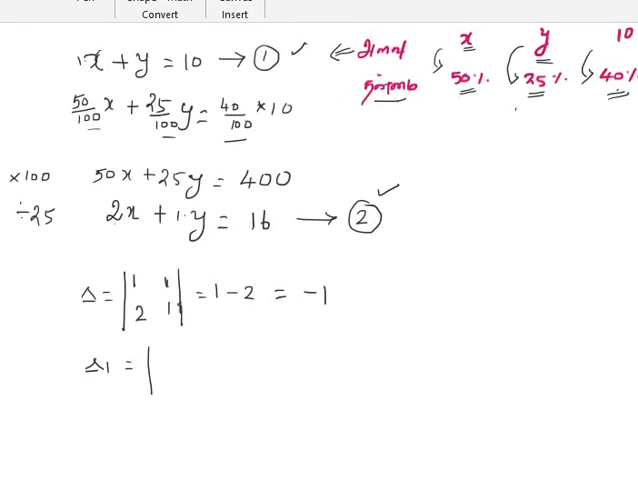 Convert
Insert
x + y = 10 → ① ✓ ← அமில
x y 10
50% 25% 40%
50/100 x + 25/100 y = 40/100 * 10
×100 50x + 25y = 400
÷25 2x + 1.y = 16 → ② ✓
Δ = | 1 1 | = 1 - 2 = -1
| 2 1 |
Δ1 = |